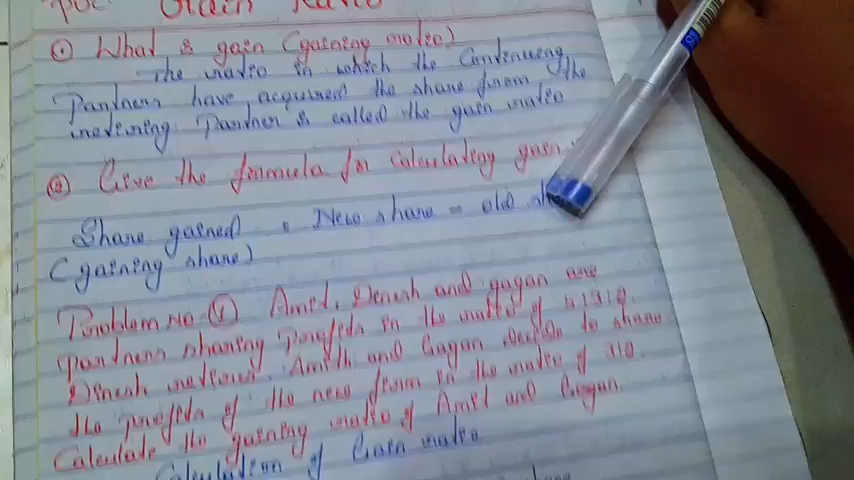 Gain Ratio
① What is gain (gaining ratio)
The ratio in which the Continuing
Partners have acquired the share from the
retiring Partner is called the gain ratio
② Give the formula for Calculating gain
Share gained = New share - old
(gaining share)
Problem No. ① Amit, Dinesh and gagan are
partners sharing profits in the ratio of
Dinesh retires. Amith and Gagan decide to share
the profits of the new firm in the ratio of
Calculate the gaining ratio of Amit and Gagan.
Calculation of Gain ratio